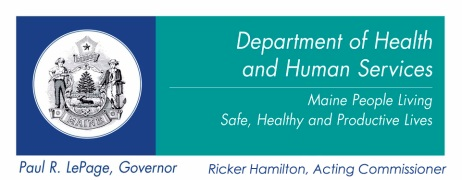 Department of Health
and Human Services
Maine People Living
Safe, Healthy and Productive Lives
MAINE
Paul R. LePage, Governor
Ricker Hamilton, Acting Commissioner